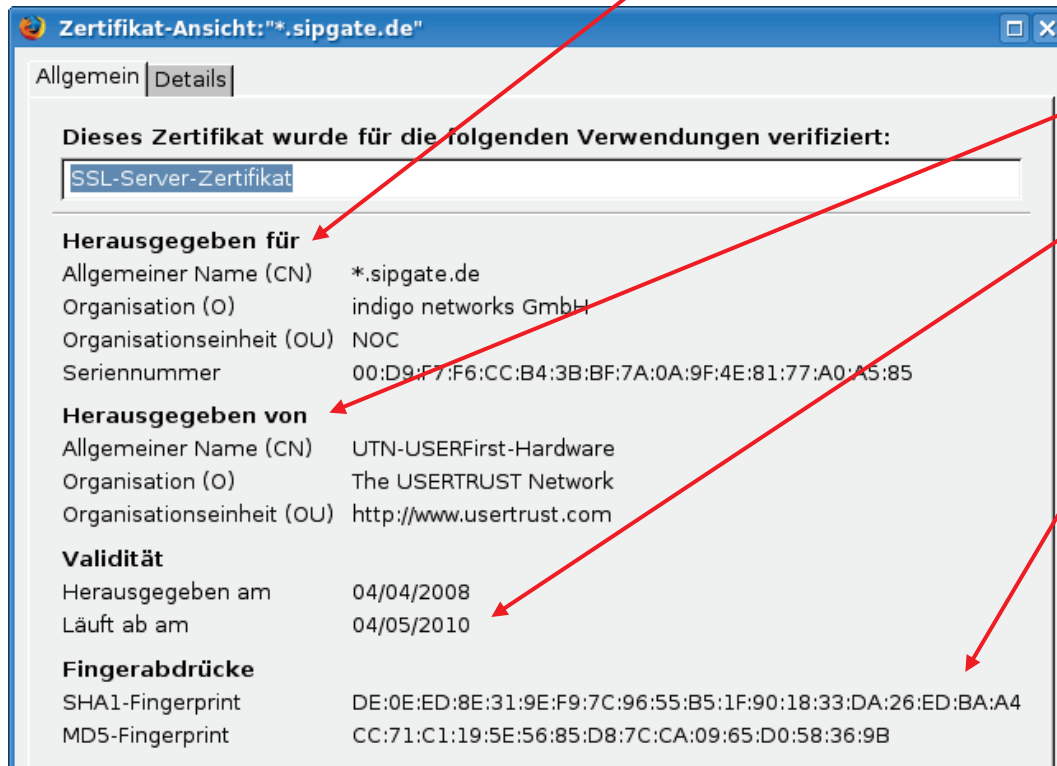 Zertifikat-Ansicht:"*.sipgate.de"
Allgemein Details
Dieses Zertifikat wurde für die folgenden Verwendungen verifiziert:
SSL-Server-Zertifikat
Herausgegeben für
Allgemeiner Name (CN) *.sipgate.de
Organisation (O) indigo networks GmbH
Organisationseinheit (OU) NOC
Seriennummer 00:D9:F7:F6:CC:B4:3B:BF:7A:0A:9F:4E:81:77:A0:A5:85
Herausgegeben von
Allgemeiner Name (CN) UTN-USERFirst-Hardware
Organisation (O) The USERTRUST Network
Organisationseinheit (OU) http://www.usertrust.com
Validität
Herausgegeben am 04/04/2008
Läuft ab am 04/05/2010
Fingerabdrücke
SHA1-Fingerprint DE:0E:ED:8E:31:9E:F9:7C:96:55:B5:1F:90:18:33:DA:26:ED:BA:A4
MD5-Fingerprint CC:71:C1:19:5E:56:85:D8:7C:CA:09:65:D0:58:36:9B